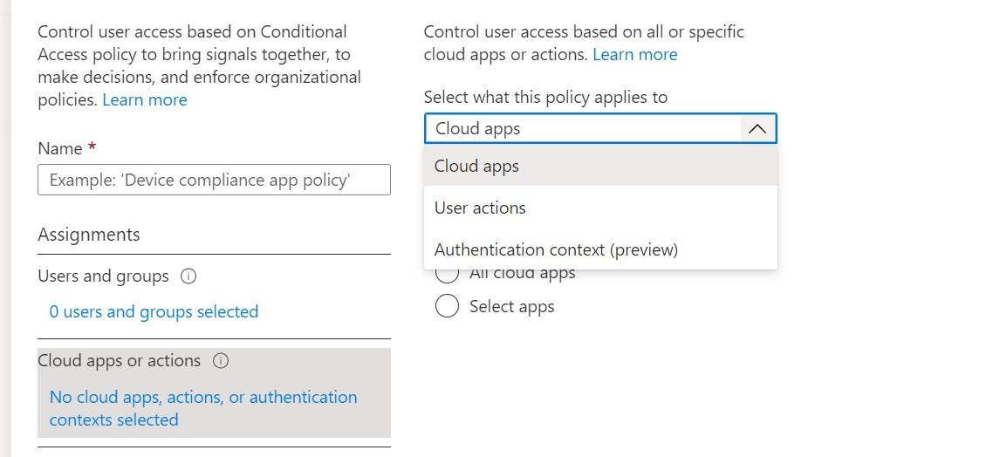 Control user access based on Conditional
Access policy to bring signals together, to
make decisions, and enforce organizational
policies. Learn more
Name *
Example: 'Device compliance app policy'
Assignments
Users and groups
0 users and groups selected
Cloud apps or actions
No cloud apps, actions, or authentication
contexts selected
Control user access based on all or specific
cloud apps or actions. Learn more
Select what this policy applies to
Cloud apps
Cloud apps
User actions
Authentication context (preview)
All cloud apps
Select apps